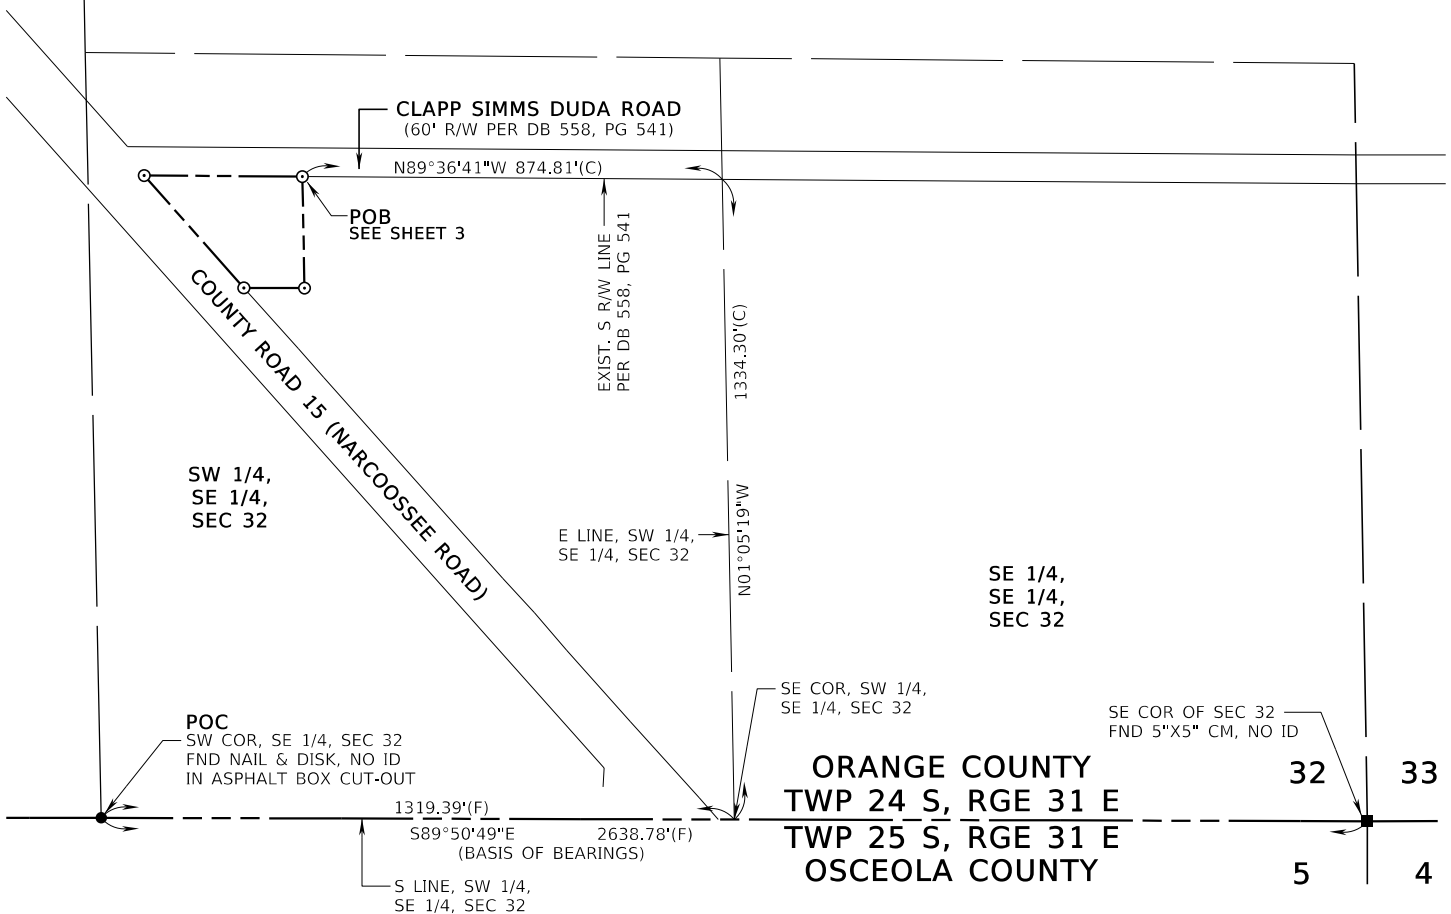 CLAPP SIMMS DUDA ROAD
(60' R/W PER DB 558, PG 541)
N89°36'41"W 874.81'(C)
POB
SEE SHEET 3
EXIST. S R/W LINE
PER DB 558, PG 541
1334.30'(C)
N01°05'19"W
COUNTY ROAD 15 (NARCOOSSEE ROAD)
SW 1/4,
SE 1/4,
SEC 32
E LINE, SW 1/4,
SE 1/4, SEC 32
SE 1/4,
SE 1/4,
SEC 32
SE COR, SW 1/4,
SE 1/4, SEC 32
SE COR OF SEC 32
FND 5"X5" CM, NO ID
POC
SW COR, SE 1/4, SEC 32
FND NAIL & DISK, NO ID
IN ASPHALT BOX CUT-OUT
ORANGE COUNTY
TWP 24 S, RGE 31 E
32
33
1319.39'(F)
S89°50'49"E
2638.78'(F)
(BASIS OF BEARINGS)
TWP 25 S, RGE 31 E
OSCEOLA COUNTY
5
4
S LINE, SW 1/4,
SE 1/4, SEC 32